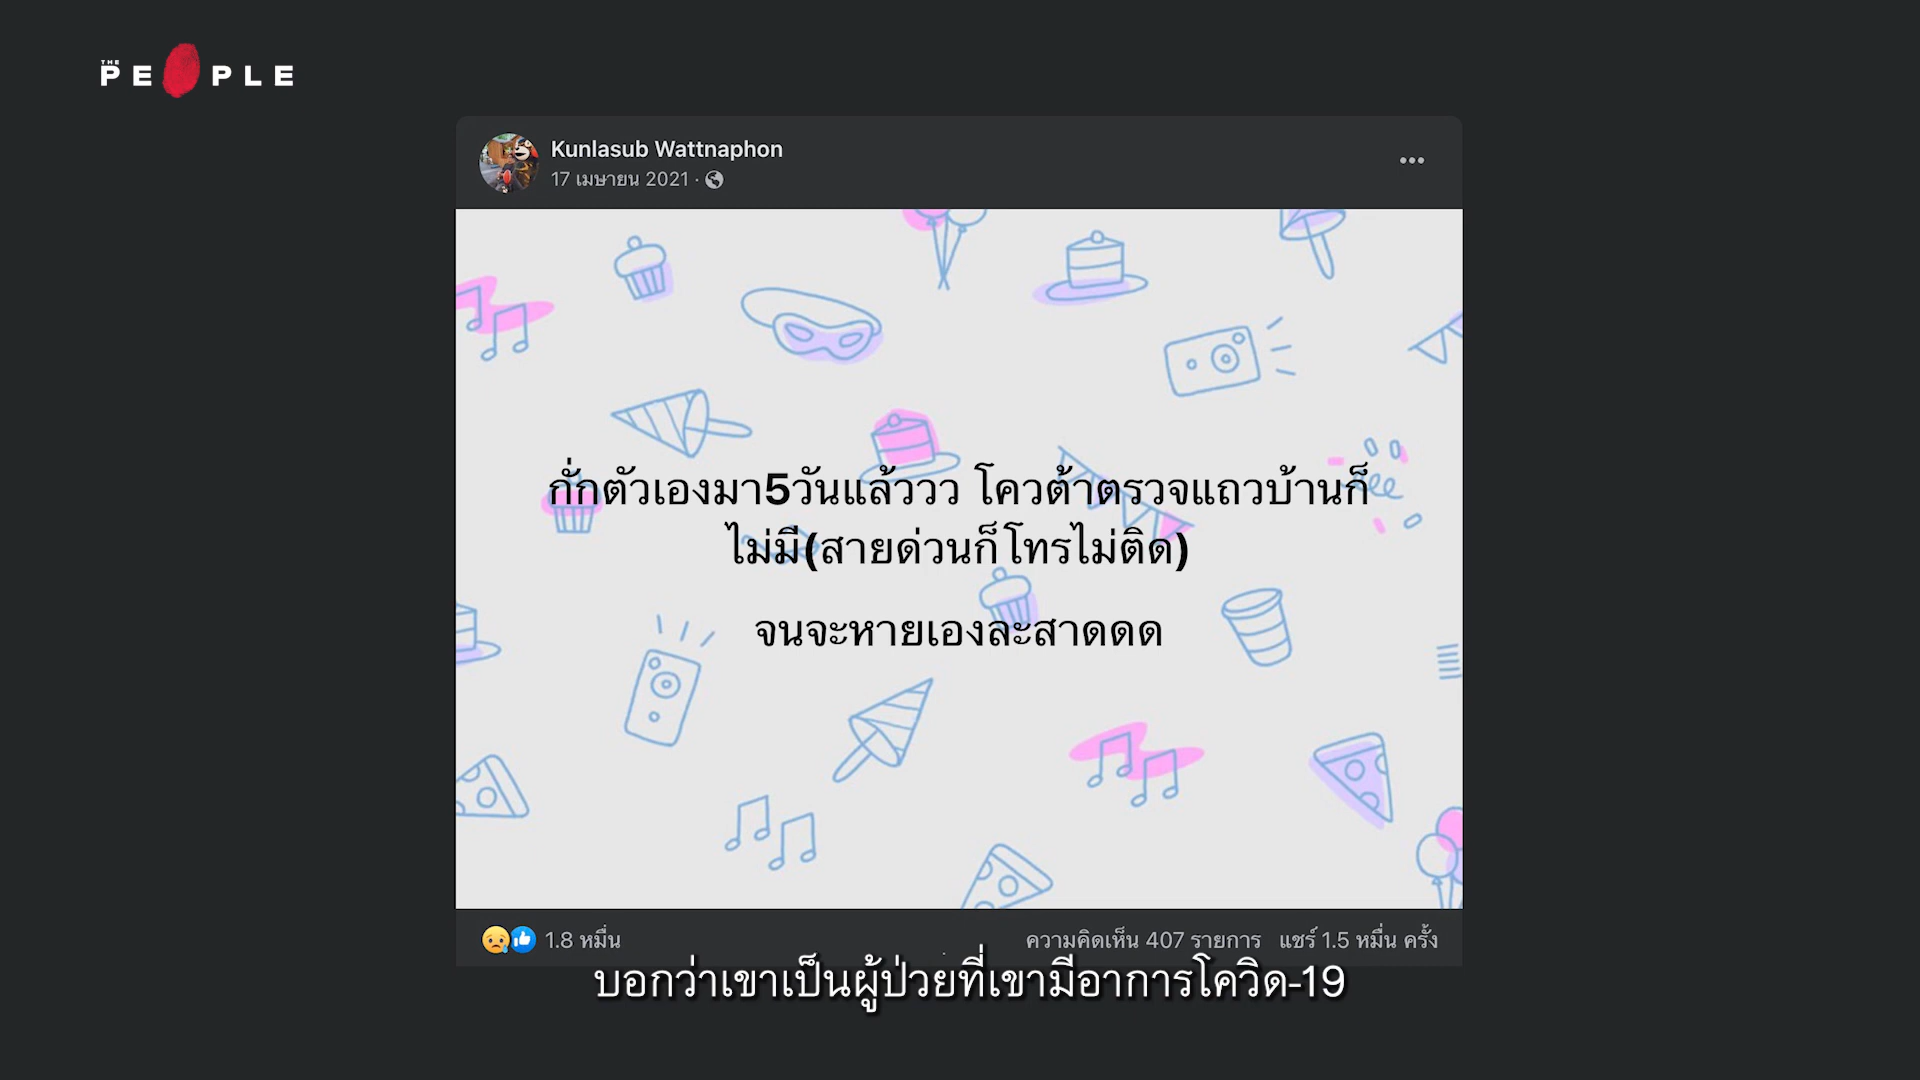 THE PEOPLE
Kunlasub Wattnaphon
17 เมษายน 2021 ·
กักตัวเองมา5วันแล้ววว โควต้าตรวจแถวบ้านก็
ไม่มี(สายด่วนก็โทรไม่ติด)
จนจะหายเองละสาดดด
1.8 หมื่น
ความคิดเห็น 407 รายการ แชร์ 1.5 หมื่น ครั้ง
บอกว่าเขาเป็นผู้ป่วยที่เขามีอาการโควิด-19